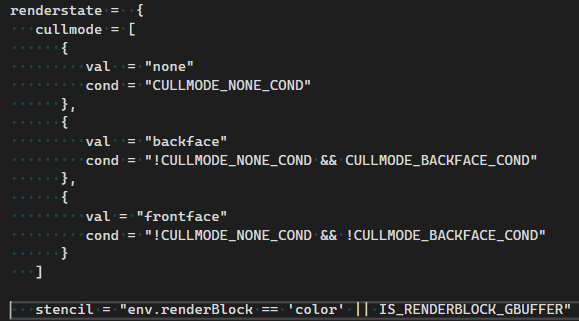 renderstate = {
cullmode = [
{
val = "none"
cond = "CULLMODE_NONE_COND"
},
{
val = "backface"
cond = "!CULLMODE_NONE_COND && CULLMODE_BACKFACE_COND"
},
{
val = "frontface"
cond = "!CULLMODE_NONE_COND && !CULLMODE_BACKFACE_COND"
}
]
stencil = "env.renderBlock == 'color' || IS_RENDERBLOCK_GBUFFER"